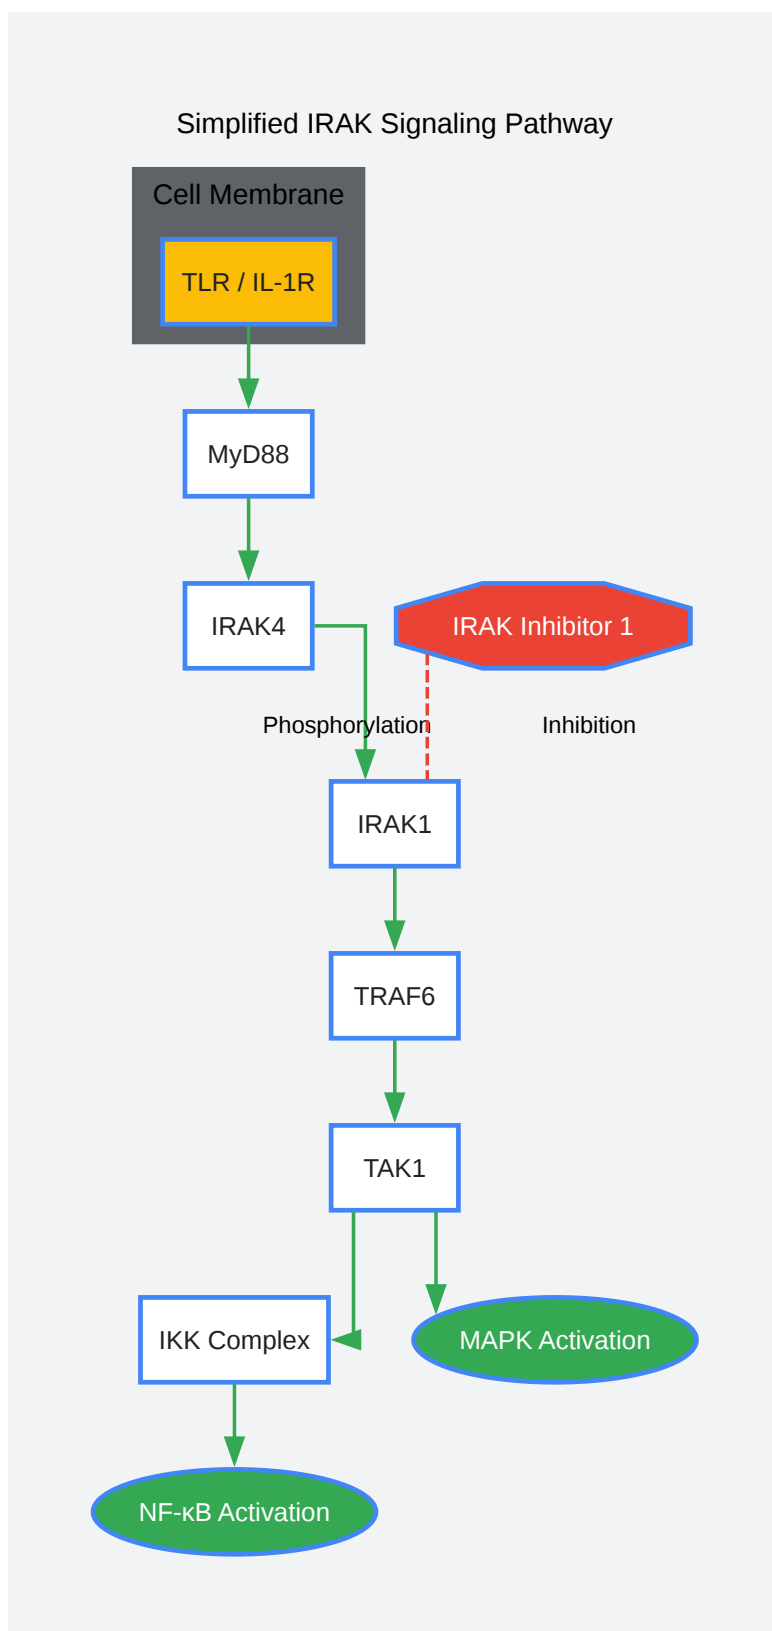 Simplified IRAK Signaling Pathway
Cell Membrane
TLR / IL-1R
MyD88
IRAK4
IRAK Inhibitor 1
Phosphorylation
Inhibition
IRAK1
TRAF6
TAK1
IKK Complex
MAPK Activation
NF-κB Activation